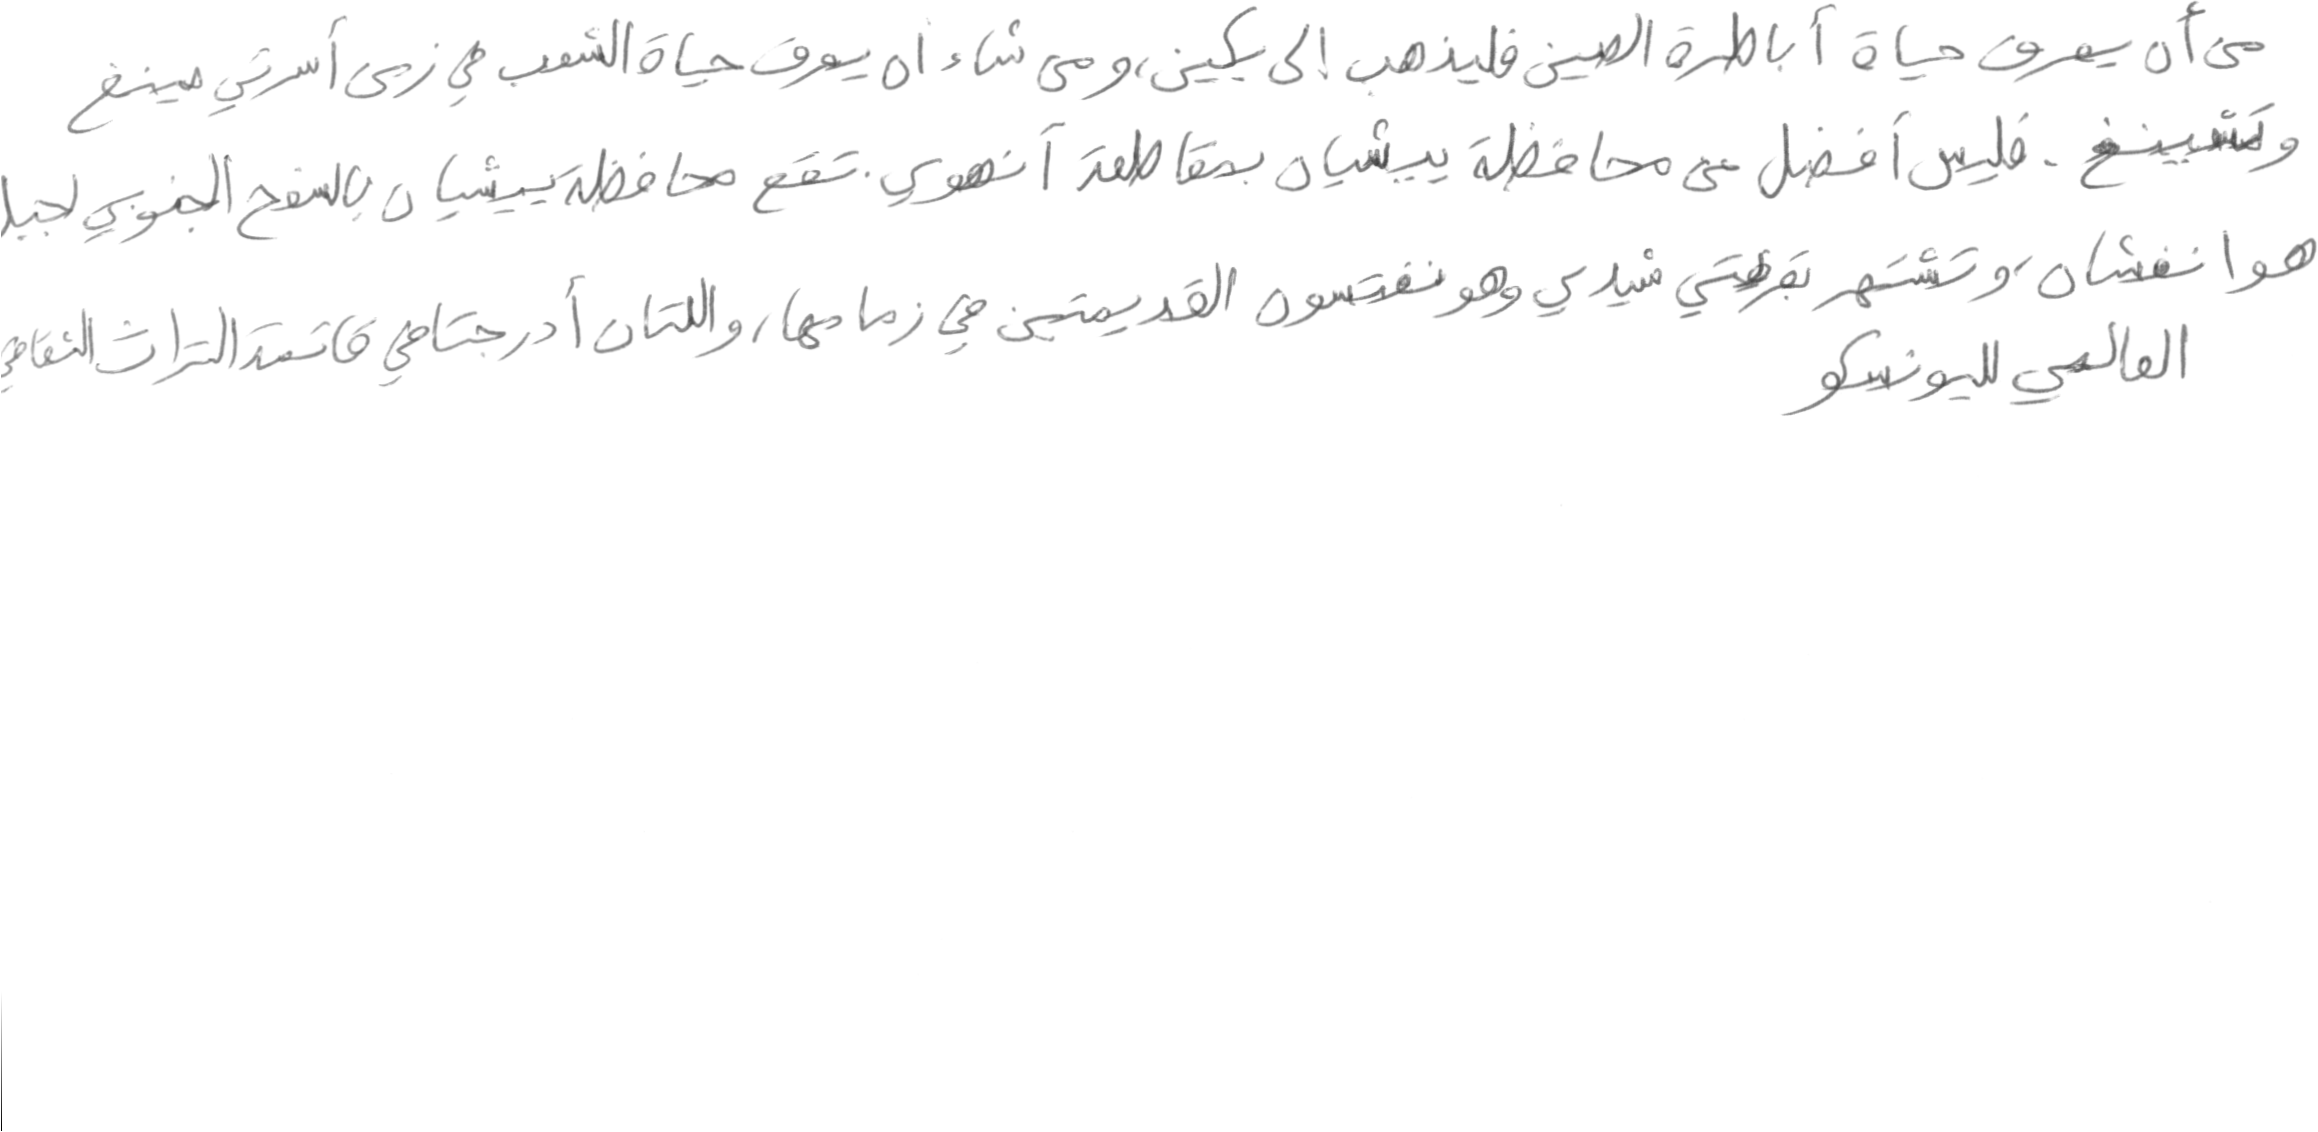 من أن يعرف حياة أباطرة الصين فليذهب إلى بكين، ومن شاء ان يعرف حياة الشعب في زمن أسرتي مينغ
وتشينغ. فليس أفضل من محافظة ييشيان بمقاطعة آنهوي. تقع محافظة ييشيان بالسفح الجنوبي لجبل
هوانغشان، وتشتهر بقريتي شيدي وهونغتسون القديمتين في زمامها، واللتان أدرجتا في قائمة التراث الثقافي
العالمي لليونسكو